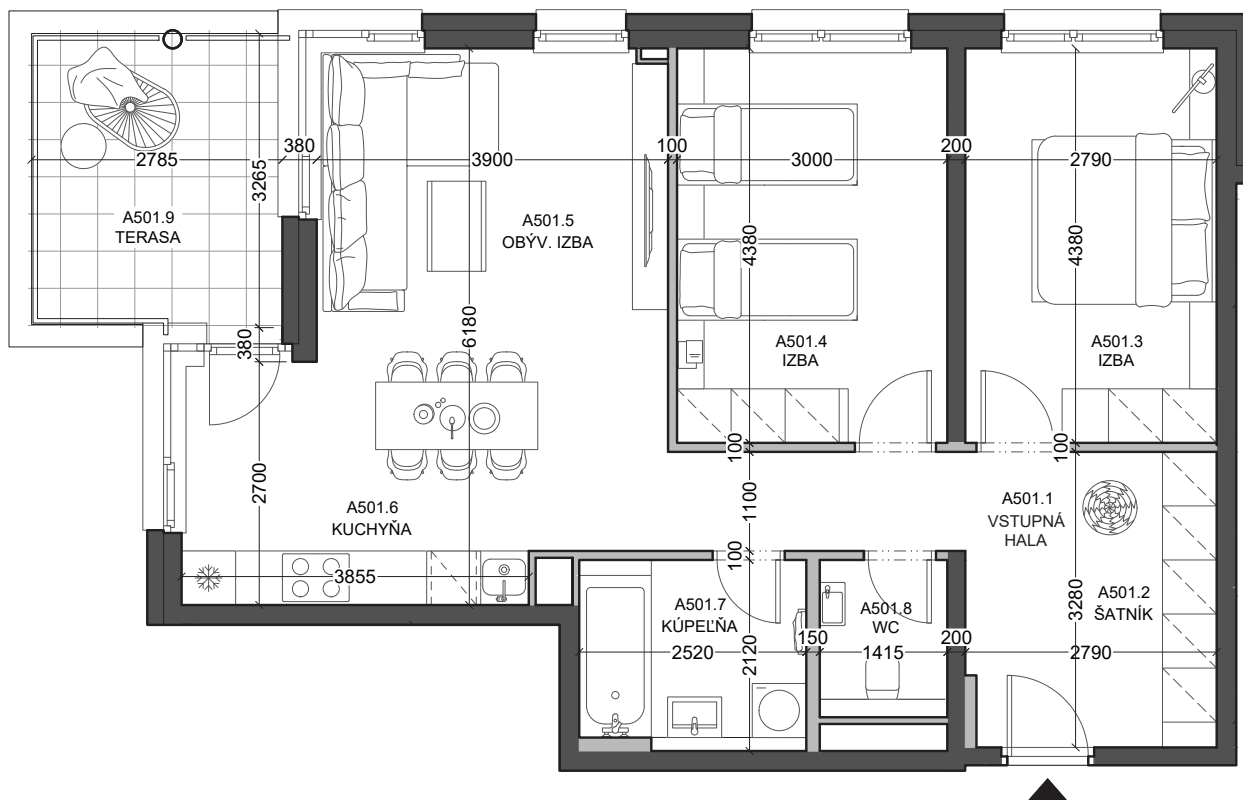 2785
380
3900
100
3000
200
2790
3265
A501.9
TERASA
A501.5
OBÝV. IZBA
4380
4380
6180
380
A501.4
IZBA
A501.3
IZBA
100
100
2700
1100
A501.6
KUCHYŇA
A501.1
VSTUPNÁ
HALA
100
3855
A501.7
KÚPEĽŇA
A501.8
WC
A501.2
ŠATNÍK
3280
2520
2120
150
1415
200
2790